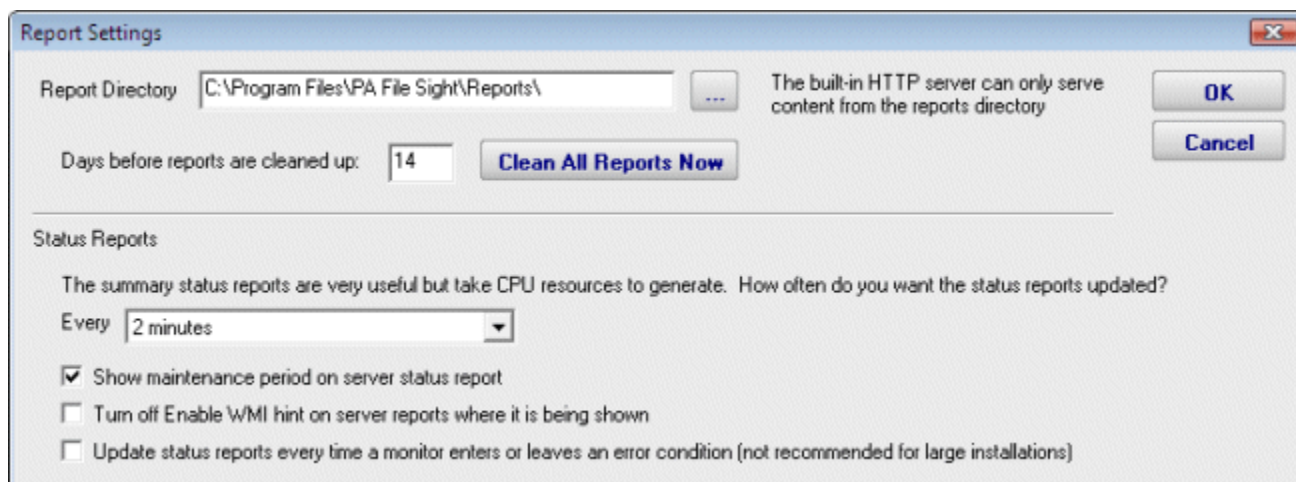 Report Settings
Report Directory C:\Program Files\PA File Sight\Reports\ ... The built-in HTTP server can only serve content from the reports directory OK
Cancel
Days before reports are cleaned up: 14 Clean All Reports Now
Status Reports
The summary status reports are very useful but take CPU resources to generate. How often do you want the status reports updated?
Every 2 minutes
Show maintenance period on server status report
Turn off Enable WMI hint on server reports where it is being shown
Update status reports every time a monitor enters or leaves an error condition (not recommended for large installations)